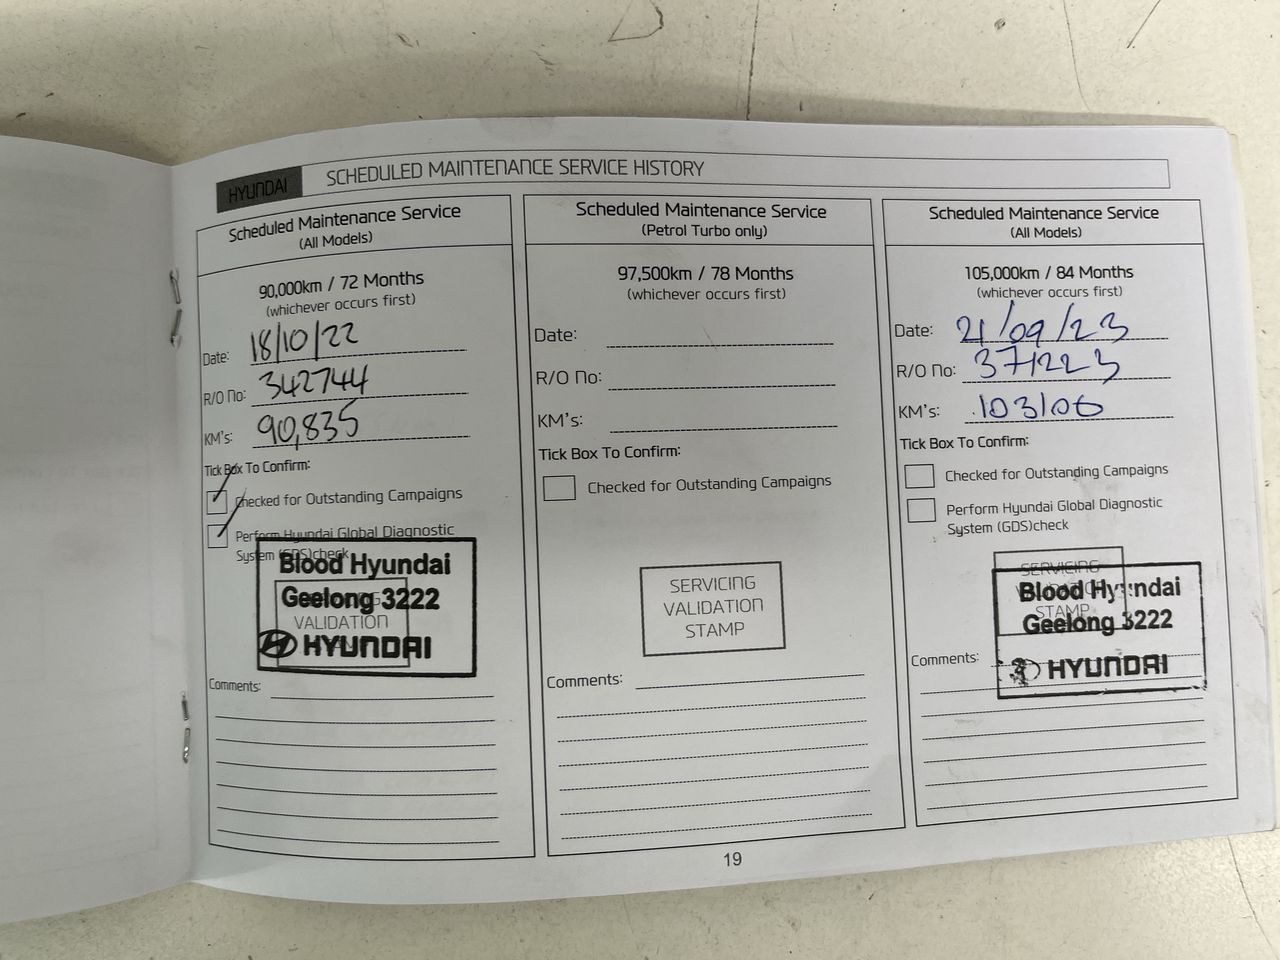 HYUNDAI
SCHEDULED MAINTENANCE SERVICE HISTORY
Scheduled Maintenance Service
(All Models)
90,000km / 72 Months
(whichever occurs first)
Date: 18/10/22
R/O No: 342744
KM's: 90,835
Tick Box To Confirm:
Checked for Outstanding Campaigns
Perform Hyundai Global Diagnostic
System (GDS)check
Blood Hyundai
Geelong 3222
VALIDATION
HYUNDAI
Comments:
Scheduled Maintenance Service
(Petrol Turbo only)
97,500km / 78 Months
(whichever occurs first)
Date:
R/O No:
KM's:
Tick Box To Confirm:
Checked for Outstanding Campaigns
SERVICING
VALIDATION
STAMP
Comments:
Scheduled Maintenance Service
(All Models)
105,000km / 84 Months
(whichever occurs first)
Date: 21/09/23
R/O No: 371223
KM's: 103106
Tick Box To Confirm:
Checked for Outstanding Campaigns
Perform Hyundai Global Diagnostic
System (GDS)check
SERVICING
Blood Hyundai
STAMP
Geelong 3222
HYUNDAI
Comments:
19